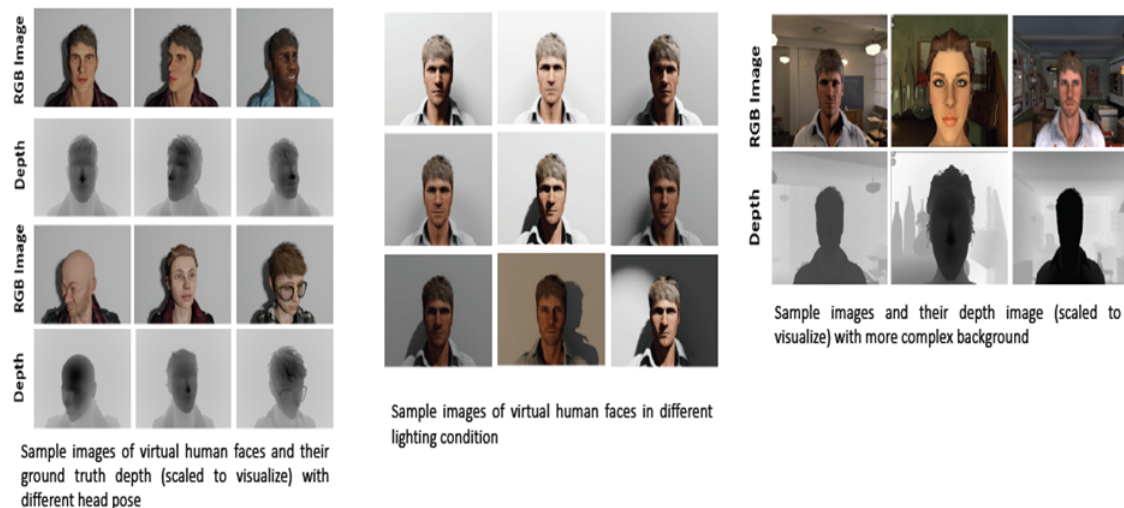 RGB Image
Depth
RGB Image
Depth
Sample images of virtual human faces and their
ground truth depth (scaled to visualize) with
different head pose
Sample images of virtual human faces in different
lighting condition
RGB Image
Depth
Sample images and their depth image (scaled to
visualize) with more complex background